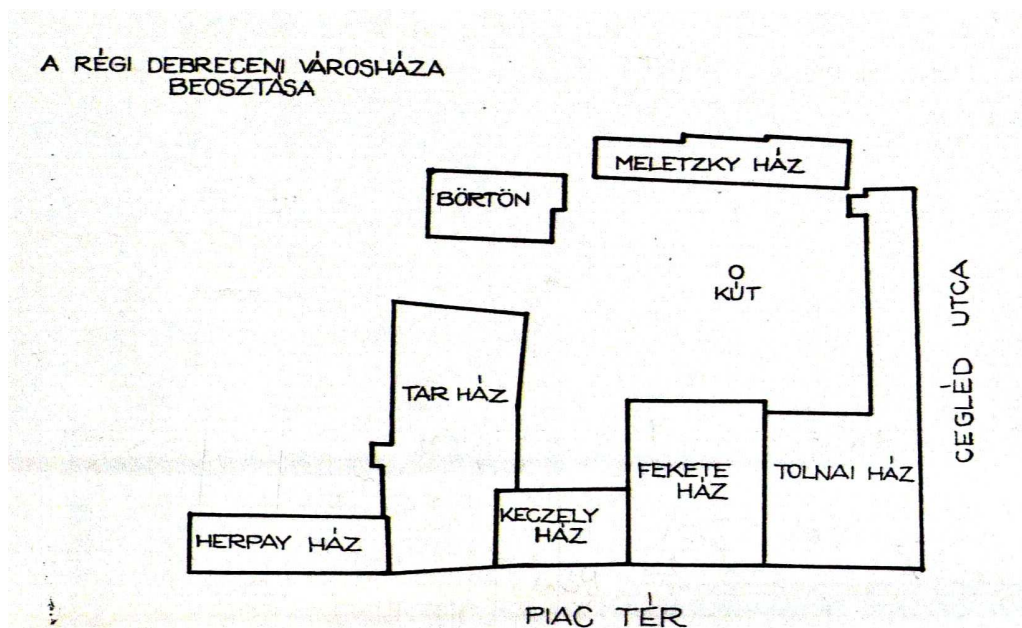 A RÉGI DEBRECENI VÁROSHÁZA
BEOSZTÁSA
MELETZKY HÁZ
BÖRTÖN
KÚT
CEGLÉD UTCA
TAR HÁZ
FEKETE
HÁZ
TOLNAI HÁZ
KECZELY
HÁZ
HERPAY HÁZ
PIAC TÉR